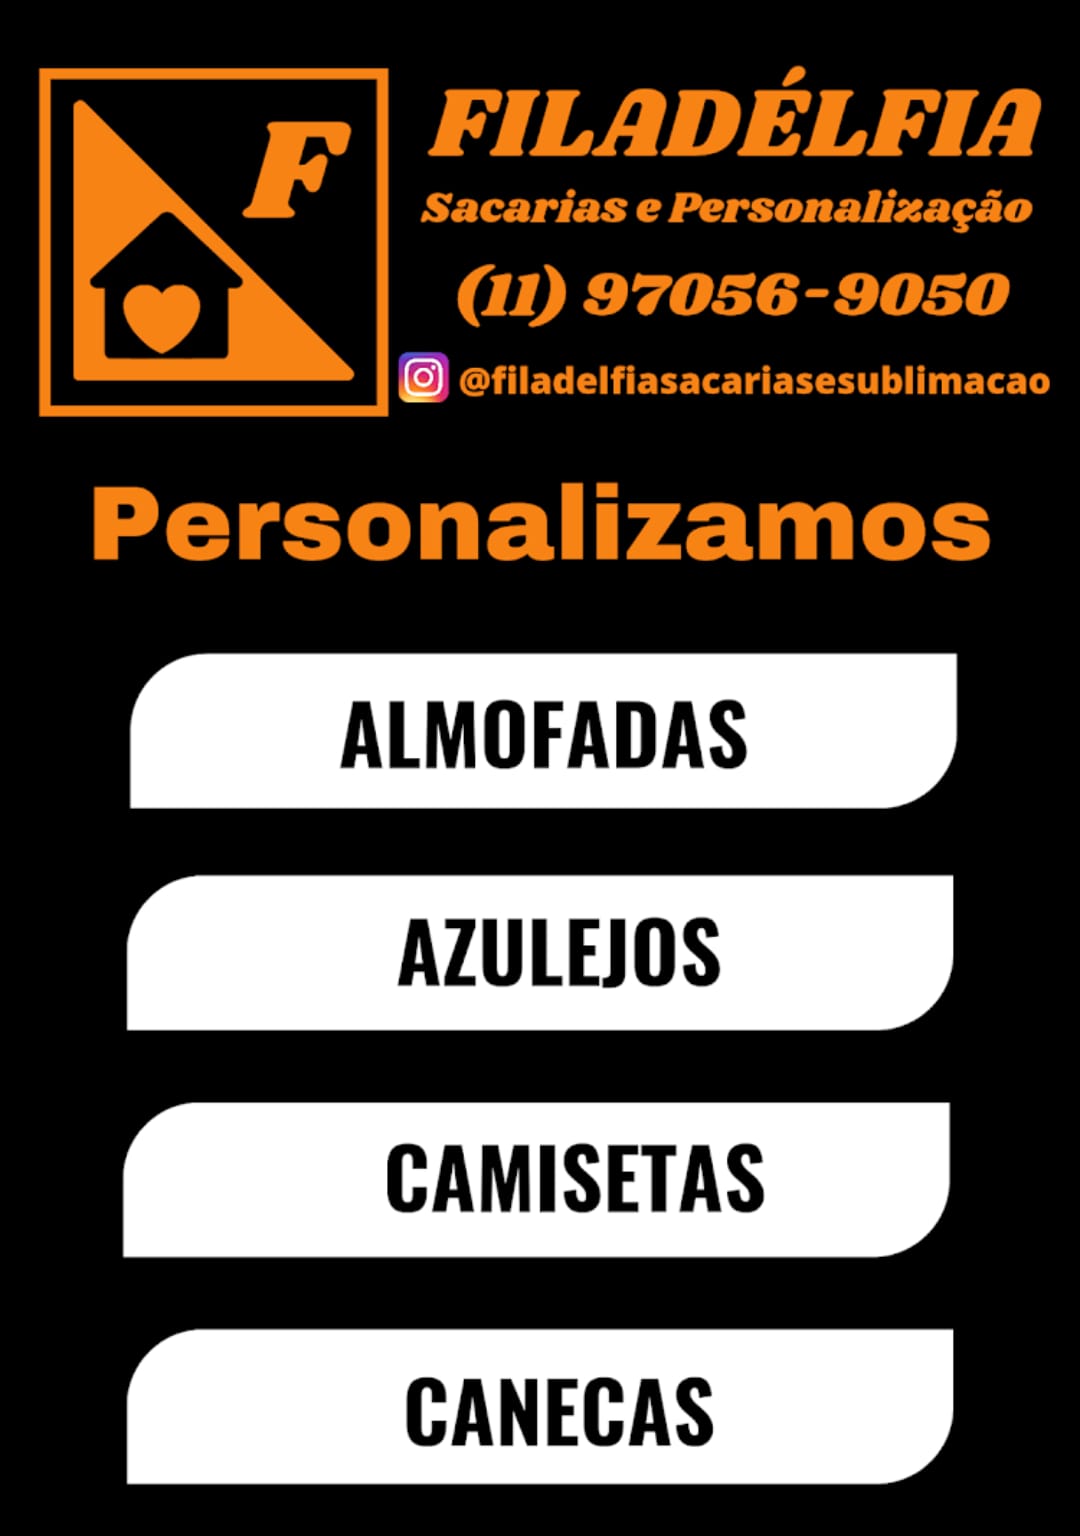 F
FILADÉLFIA
Sacarias e Personalização
(11) 97056-9050
@filadelfiasacariasesublimacao
Personalizamos
ALMOFADAS
AZULEJOS
CAMISETAS
CANECAS